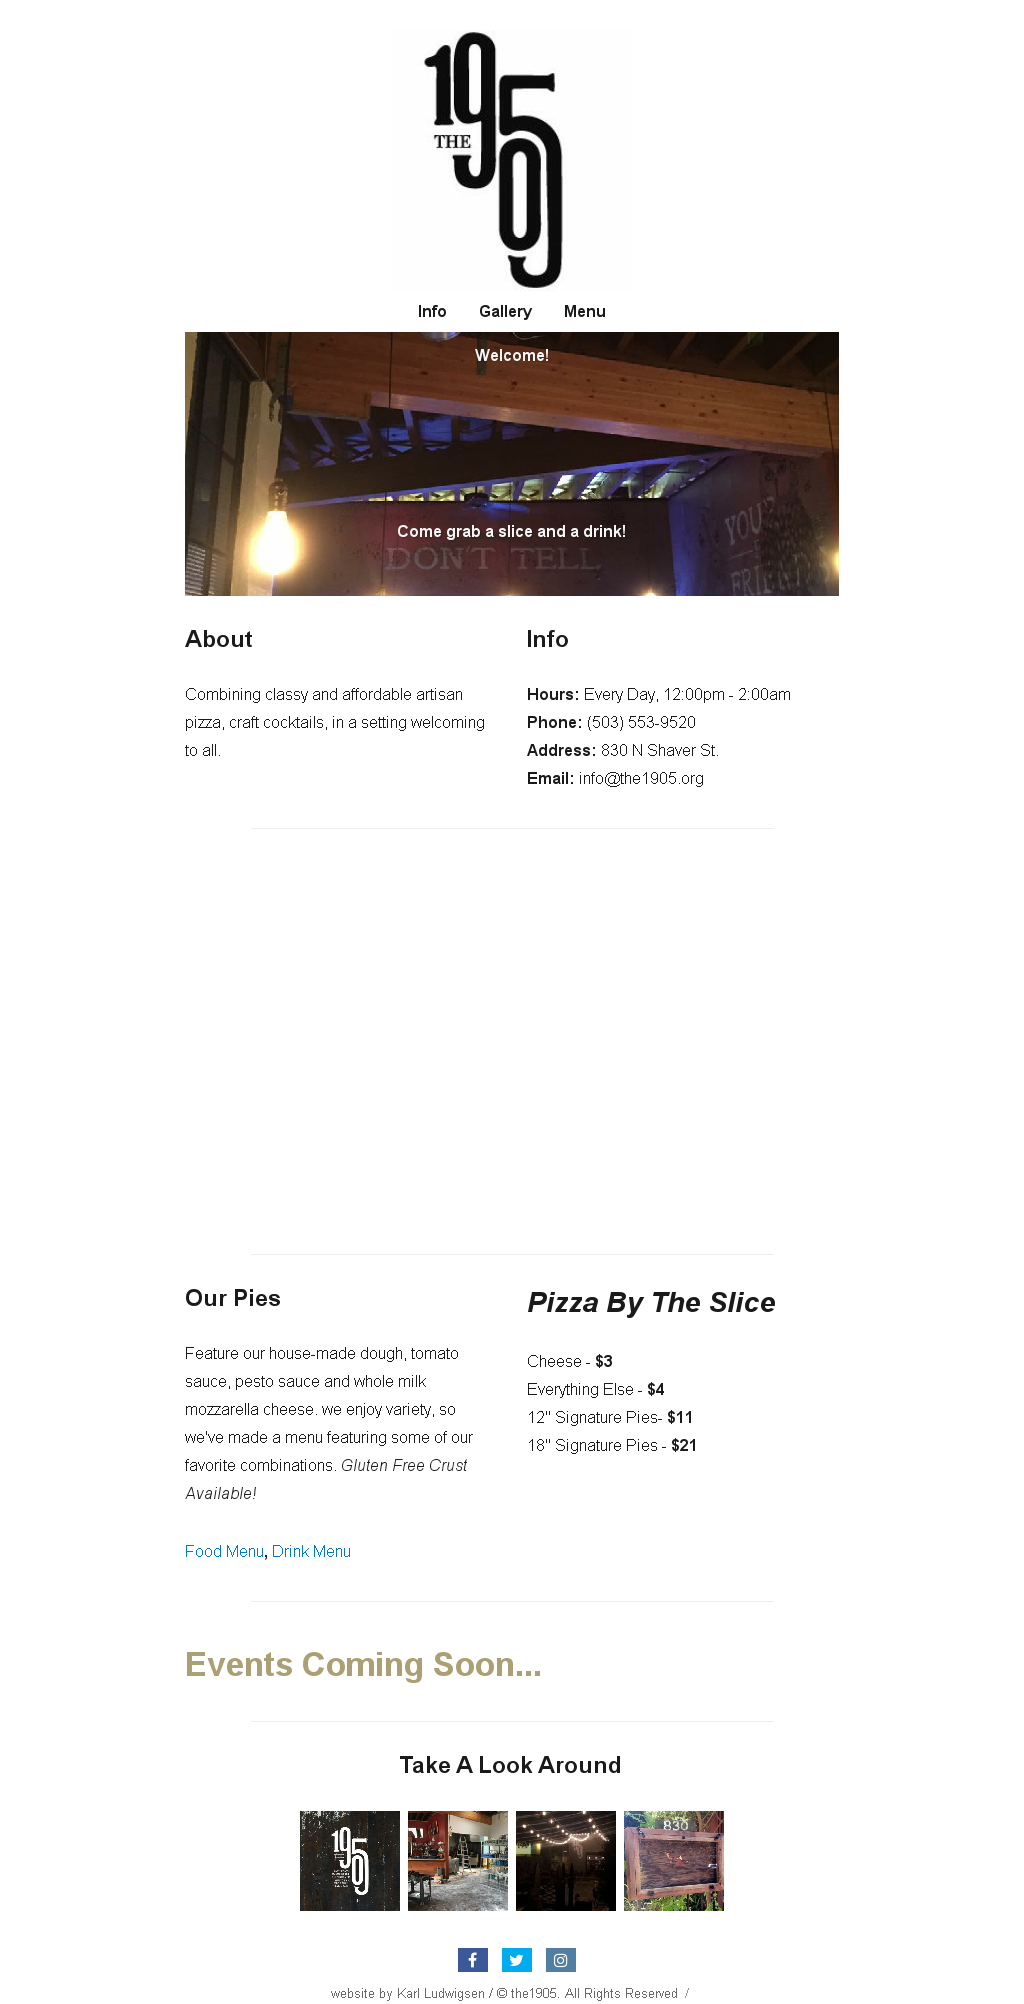 THE 1905
Info Gallery Menu
Welcome!
Come grab a slice and a drink!
DON'T TELL
YOUR
FRIEN
About
Combining classy and affordable artisan
pizza, craft cocktails, in a setting welcoming
to all.
Info
Hours: Every Day, 12:00pm - 2:00am
Phone: (503) 553-9520
Address: 830 N Shaver St.
Email: info@the1905.org
Our Pies
Feature our house-made dough, tomato
sauce, pesto sauce and whole milk
mozzarella cheese. we enjoy variety, so
we've made a menu featuring some of our
favorite combinations. Gluten Free Crust
Available!
Food Menu, Drink Menu
Pizza By The Slice
Cheese - $3
Everything Else - $4
12" Signature Pies- $11
18" Signature Pies - $21
Events Coming Soon...
Take A Look Around
1905
830
website by Karl Ludwigsen / © the1905. All Rights Reserved /